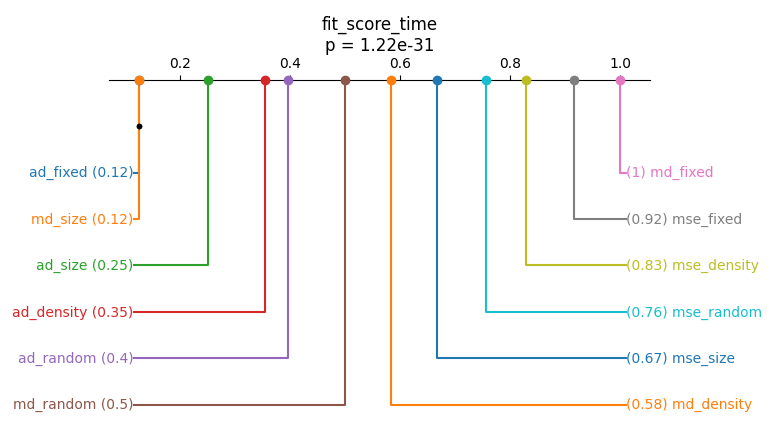 fit_score_time
p = 1.22e-31
0.2 0.4 0.6 0.8 1.0
ad_fixed (0.12) (1) md_fixed
md_size (0.12) (0.92) mse_fixed
ad_size (0.25) (0.83) mse_density
ad_density (0.35) (0.76) mse_random
ad_random (0.4) (0.67) mse_size
md_random (0.5) (0.58) md_density